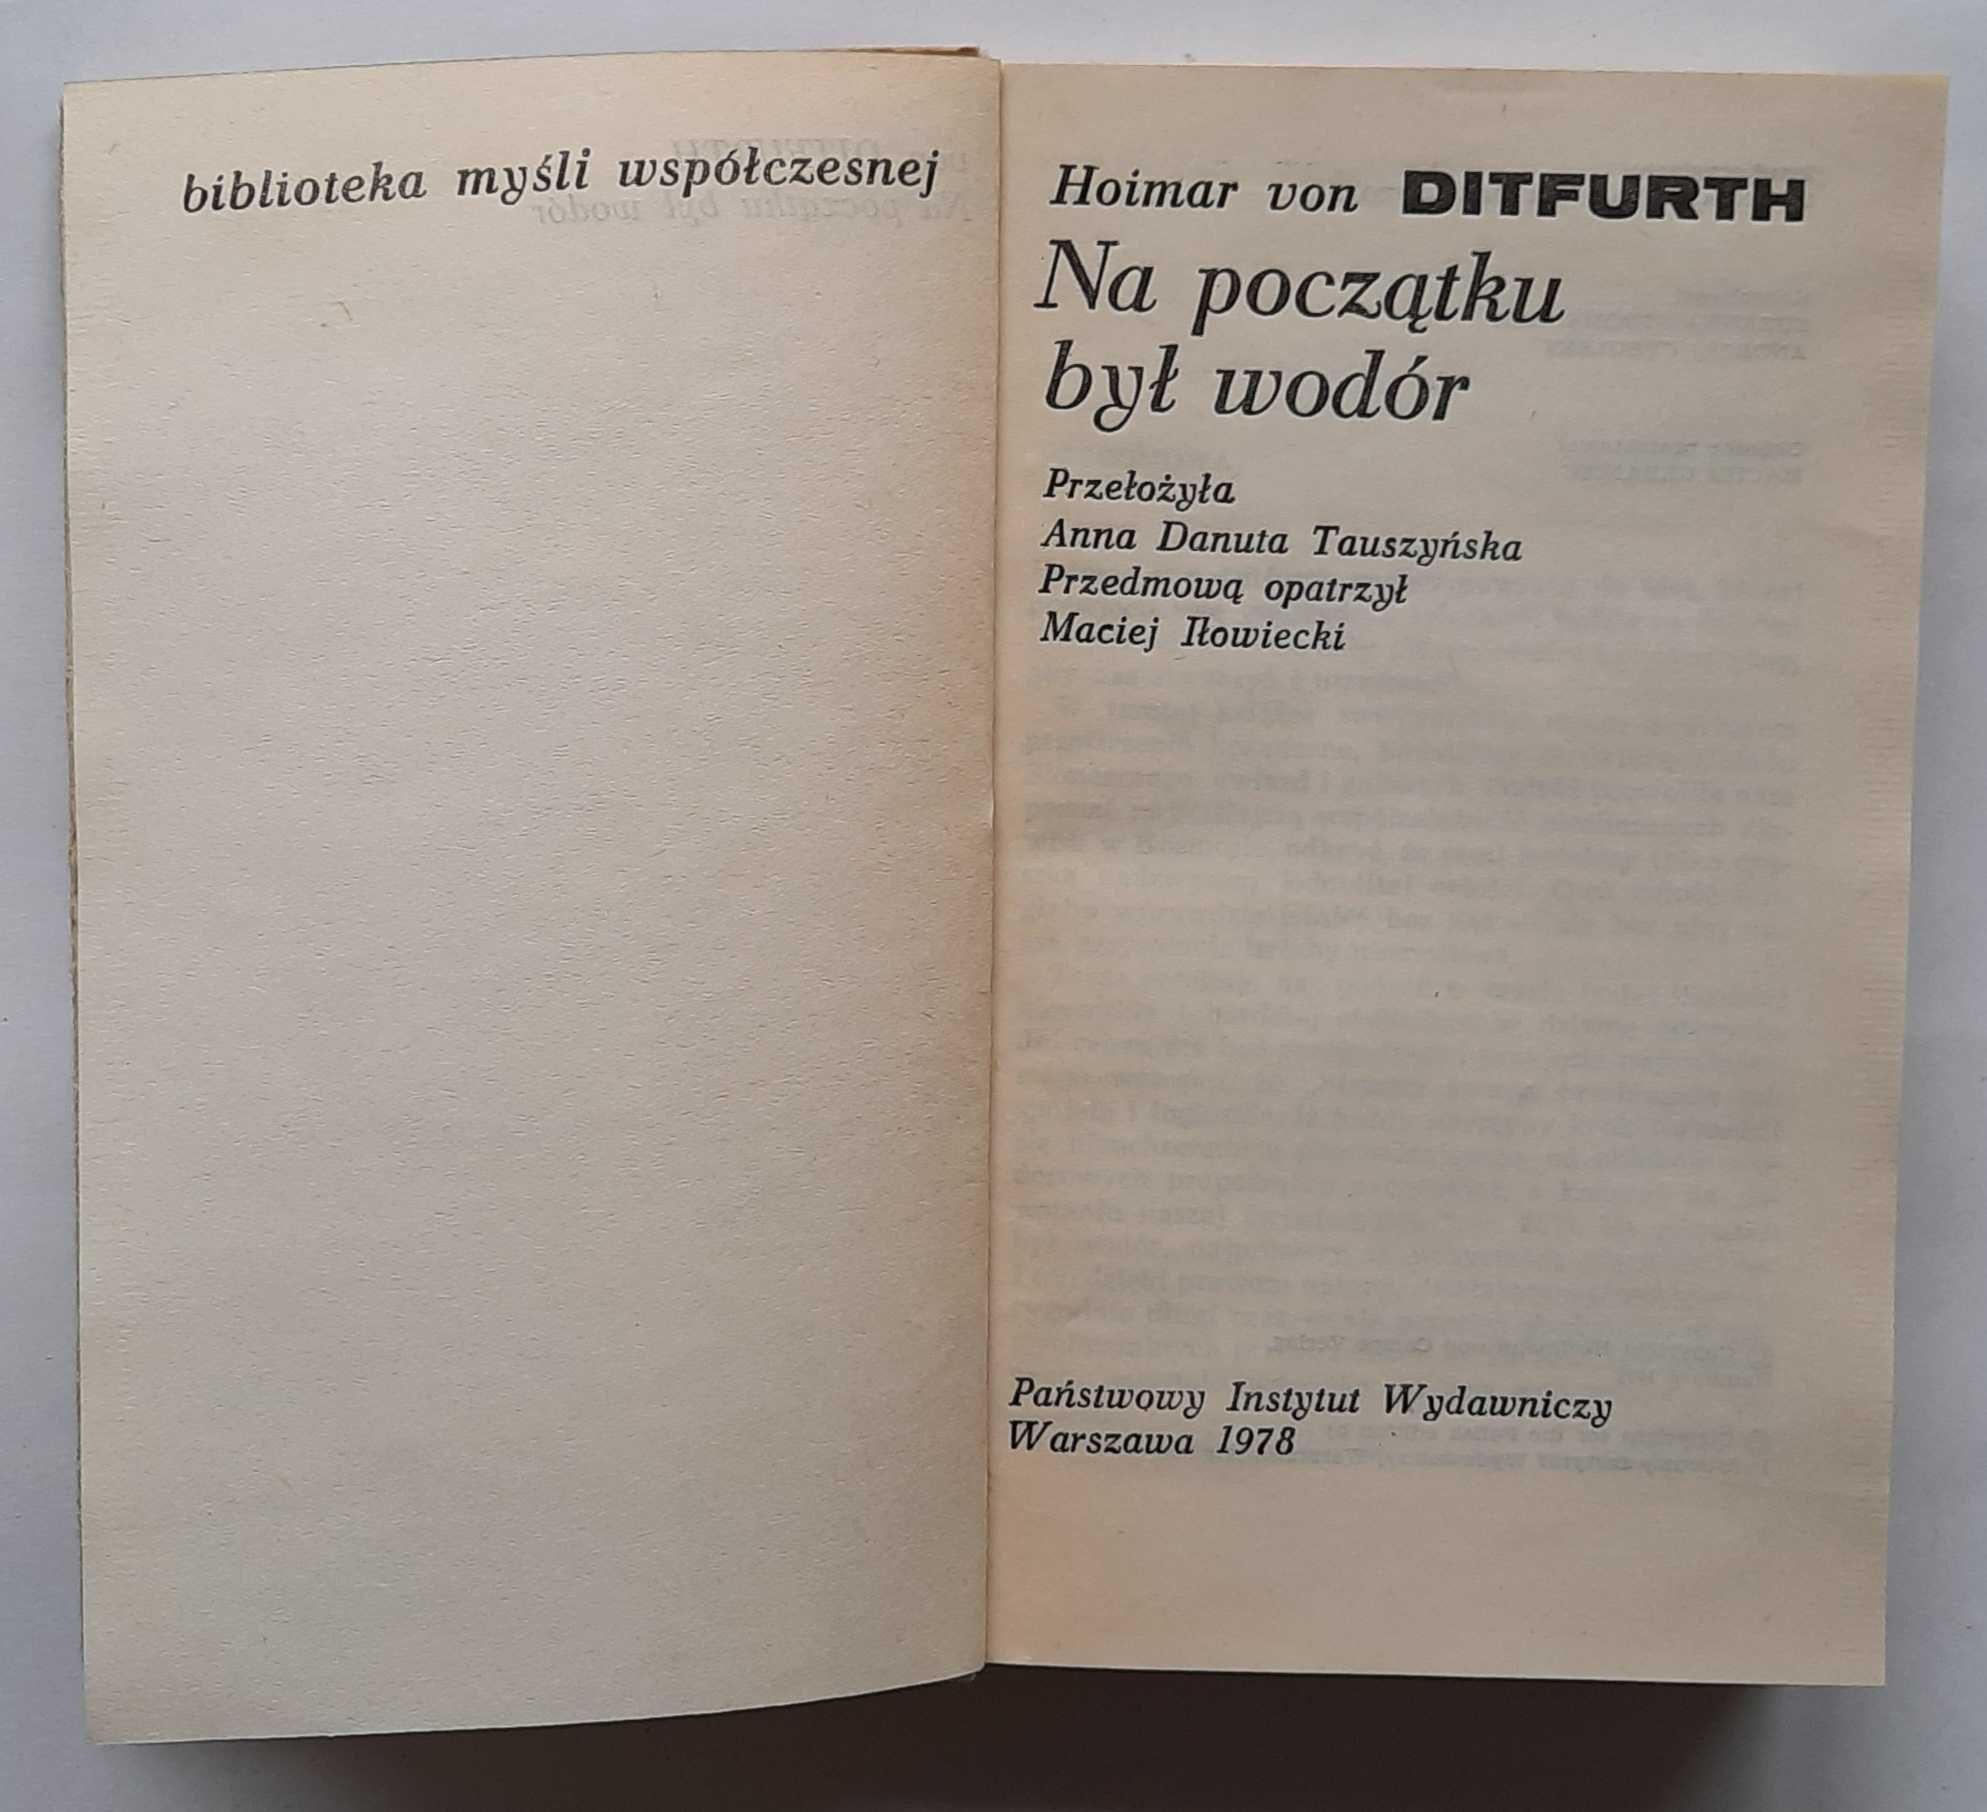 biblioteka myśli współczesnej
Hoimar von DITFURTH
Na początku
był wodór
Przełożyła
Anna Danuta Tauszyńska
Przedmową opatrzył
Maciej Iłowiecki
Państwowy Instytut Wydawniczy
Warszawa 1978